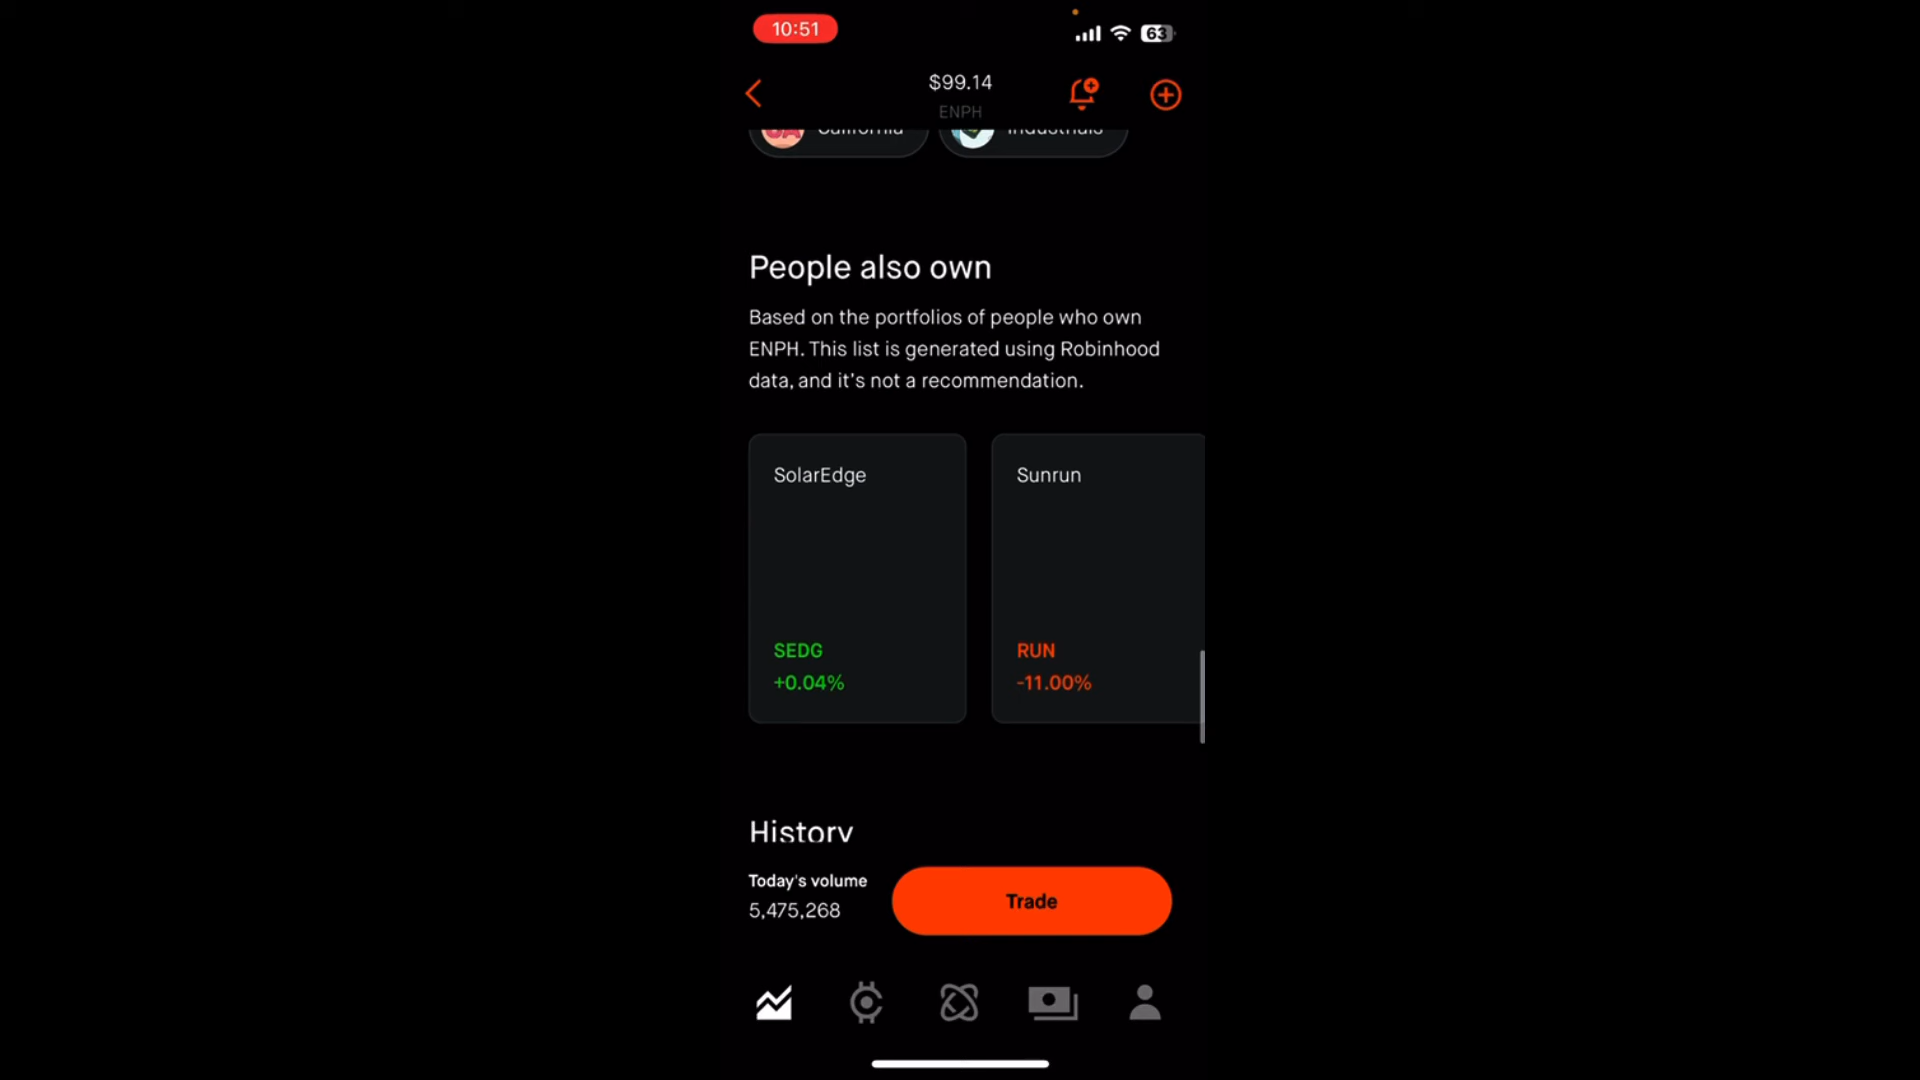 10:51
63
$99.14
ENPH
California
Industrials
People also own
Based on the portfolios of people who own
ENPH. This list is generated using Robinhood
data, and it's not a recommendation.
SolarEdge
Sunrun
SEDG
RUN
+0.04%
-11.00%
History
Today's volume
5,475,268
Trade